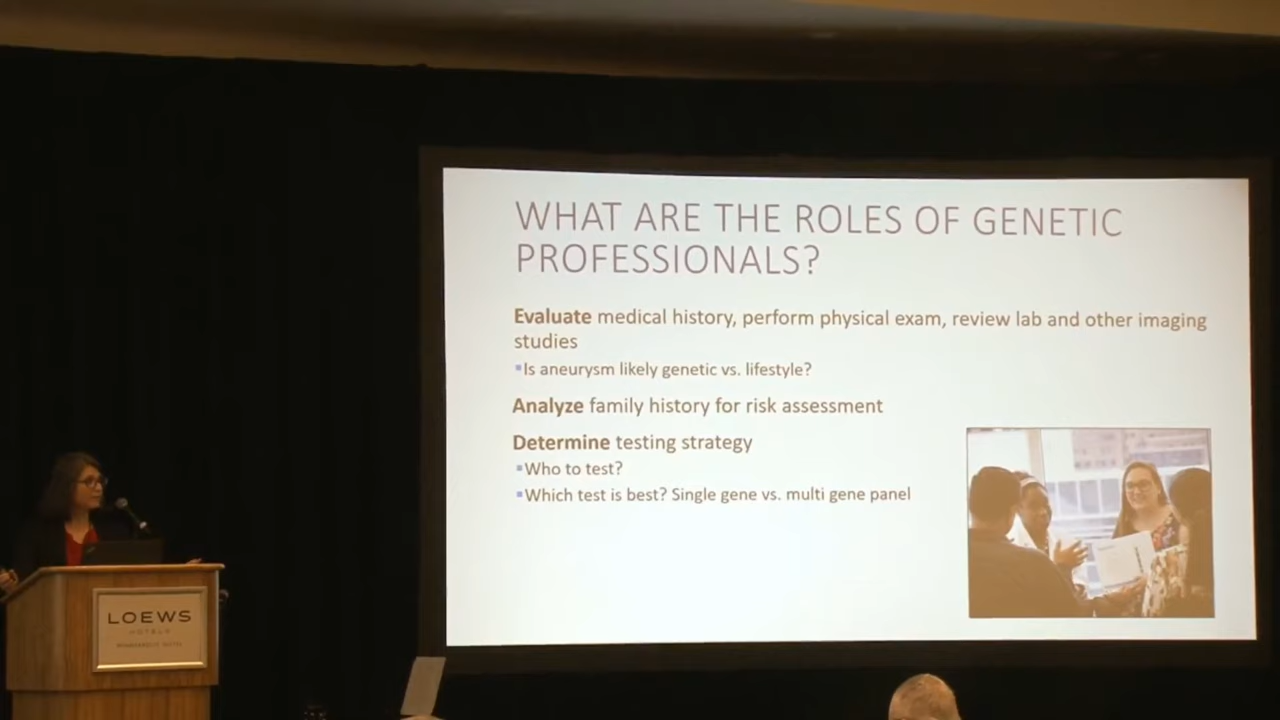 WHAT ARE THE ROLES OF GENETIC
PROFESSIONALS?
Evaluate medical history, perform physical exam, review lab and other imaging
studies
▪Is aneurysm likely genetic vs. lifestyle?
Analyze family history for risk assessment
Determine testing strategy
▪Who to test?
▪Which test is best? Single gene vs. multi gene panel
LOEWS
HOTELS
MINNEAPOLIS HOTEL